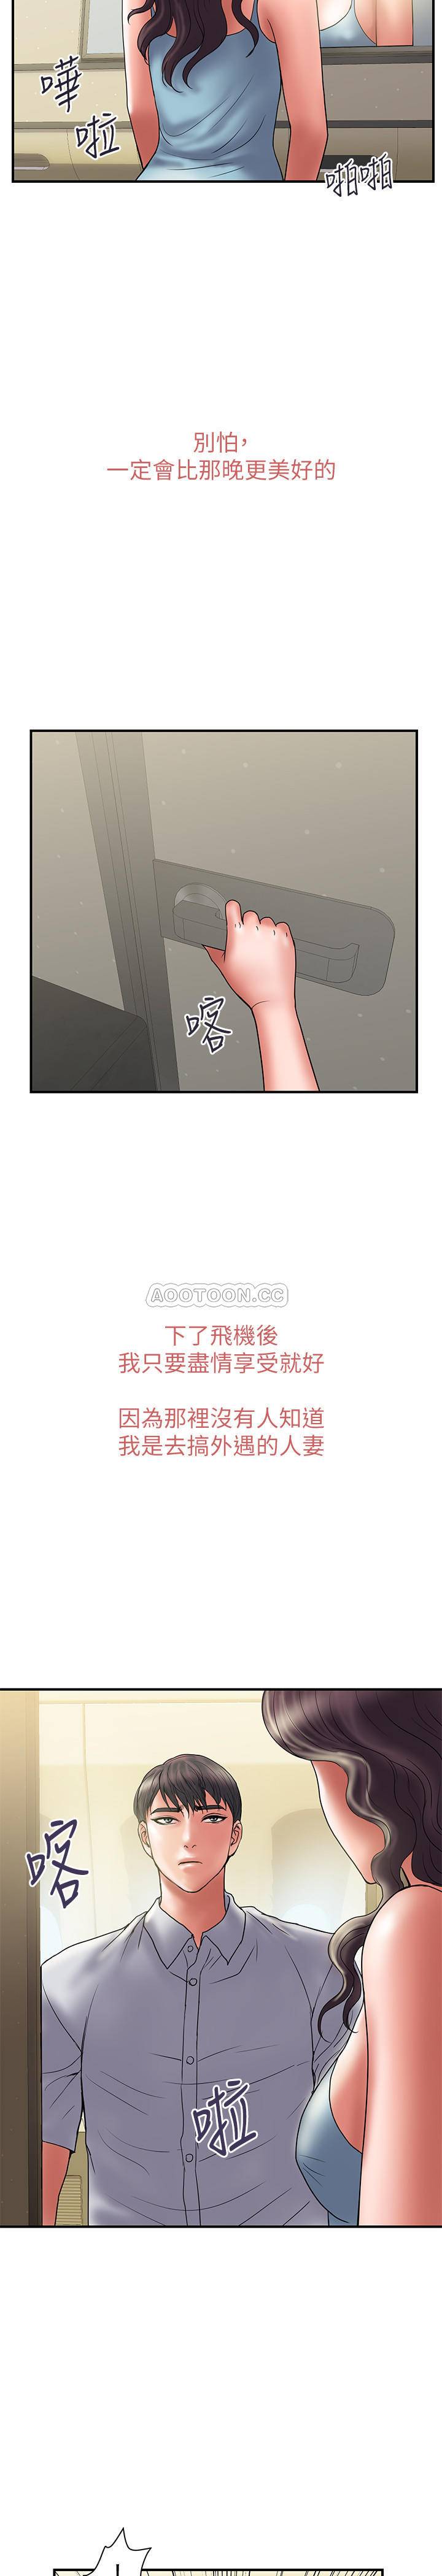 嘩
啦
啪啪
別怕,
一定會比那晚更美好的
喀
AOOTOON.CC
下了飛機後
我只要盡情享受就好
因為那裡沒有人知道
我是去搞外遇的人妻
喀
啦
!